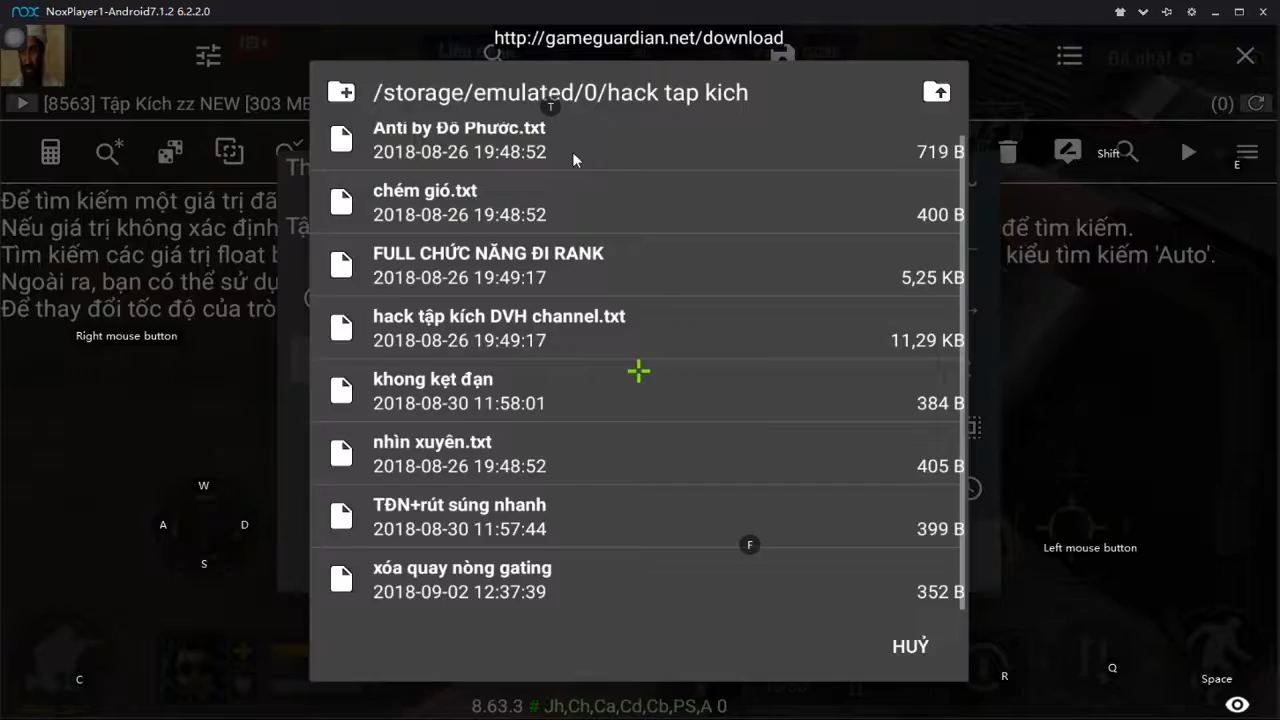 nox NoxPlayer1-Android7.1.2 6.2.2.0
http://gameguardian.net/download
Đã nhật
[8563] Tập Kích zz NEW [303 ME
(0)
/storage/emulated/0/hack tap kich
T
Anti by Đỗ Phước.txt
2018-08-26 19:48:52 719 B
Shift
E
chém gió.txt
2018-08-26 19:48:52 400 B
Để tìm kiếm một giá trị đã
Nếu giá trị không xác định để tìm kiếm.
Tìm kiếm các giá trị float b kiểu tìm kiếm 'Auto'.
Ngoài ra, bạn có thể sử dụ
Để thay đổi tốc độ của trò
Th
Tậ
FULL CHỨC NĂNG ĐI RANK
2018-08-26 19:49:17 5,25 KB
Right mouse button
hack tập kích DVH channel.txt
2018-08-26 19:49:17 11,29 KB
khong kẹt đạn
2018-08-30 11:58:01 384 B
nhìn xuyên.txt
2018-08-26 19:48:52 405 B
W
A D
S
TĐN+rút súng nhanh
2018-08-30 11:57:44 399 B
F
Left mouse button
xóa quay nòng gating
2018-09-02 12:37:39 352 B
HUỶ
C
R
Q
Space
8.63.3 # Jh,Ch,Ca,Cd,Cb,PS,A 0